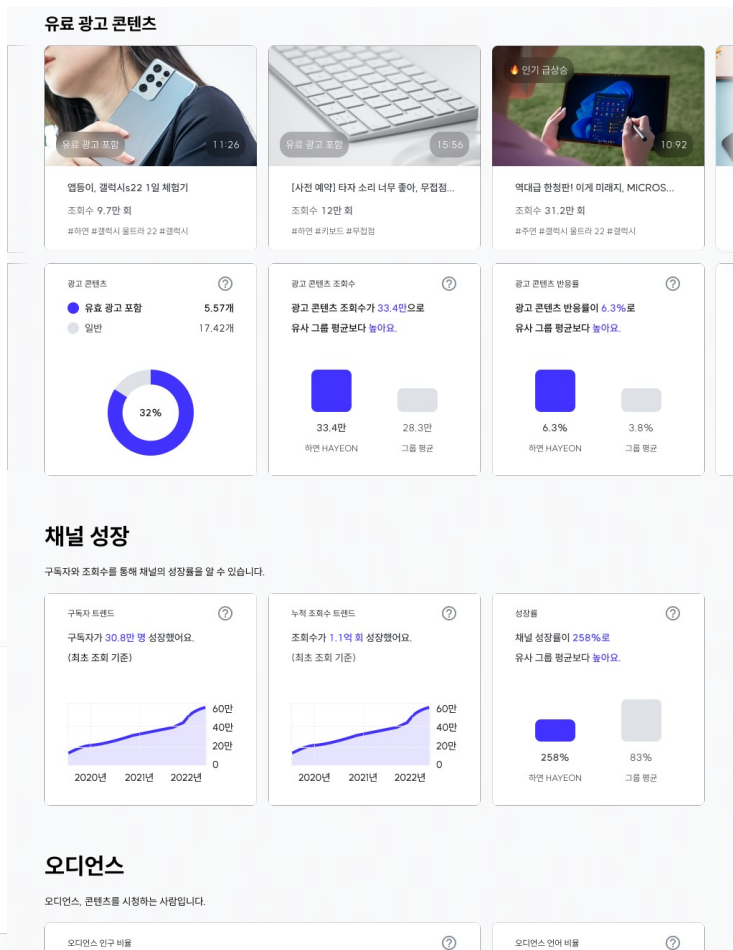 유료 광고 콘텐츠
유료 광고 포함
11:26
앱등이, 갤럭시s22 1일 체험기
조회수 9.7만 회
#하연 #갤럭시 울트라 22 #갤럭시
유료 광고 포함
15:56
[사전 예약] 타자 소리 너무 좋아, 무접점...
조회수 12만 회
#하연 #키보드 #무접점
🔥 인기 급상승
10:92
역대급 한청판! 이게 미래지, MICROS...
조회수 31.2만 회
#주연 #갤럭시 울트라 22 #갤럭시
광고 콘텐츠
유효 광고 포함 5.57개
일반 17.42개
32%
광고 콘텐츠 조회수
광고 콘텐츠 조회수가 33.4만으로
유사 그룹 평균보다 높아요.
33.4만 28.3만
하연 HAYEON 그룹 평균
광고 콘텐츠 반응률
광고 콘텐츠 반응률이 6.3%로
유사 그룹 평균보다 높아요.
6.3% 3.8%
하연 HAYEON 그룹 평균
채널 성장
구독자와 조회수를 통해 채널의 성장률을 알 수 있습니다.
구독자 트렌드
구독자가 30.8만 명 성장했어요.
(최초 조회 기준)
60만
40만
20만
0
2020년 2021년 2022년
누적 조회수 트렌드
조회수가 1.1억 회 성장했어요.
(최초 조회 기준)
60만
40만
20만
0
2020년 2021년 2022년
성장률
채널 성장률이 258%로
유사 그룹 평균보다 높아요.
258% 83%
하연 HAYEON 그룹 평균
오디언스
오디언스, 콘텐츠를 시청하는 사람입니다.
오디언스 인구 비율
오디언스 언어 비율